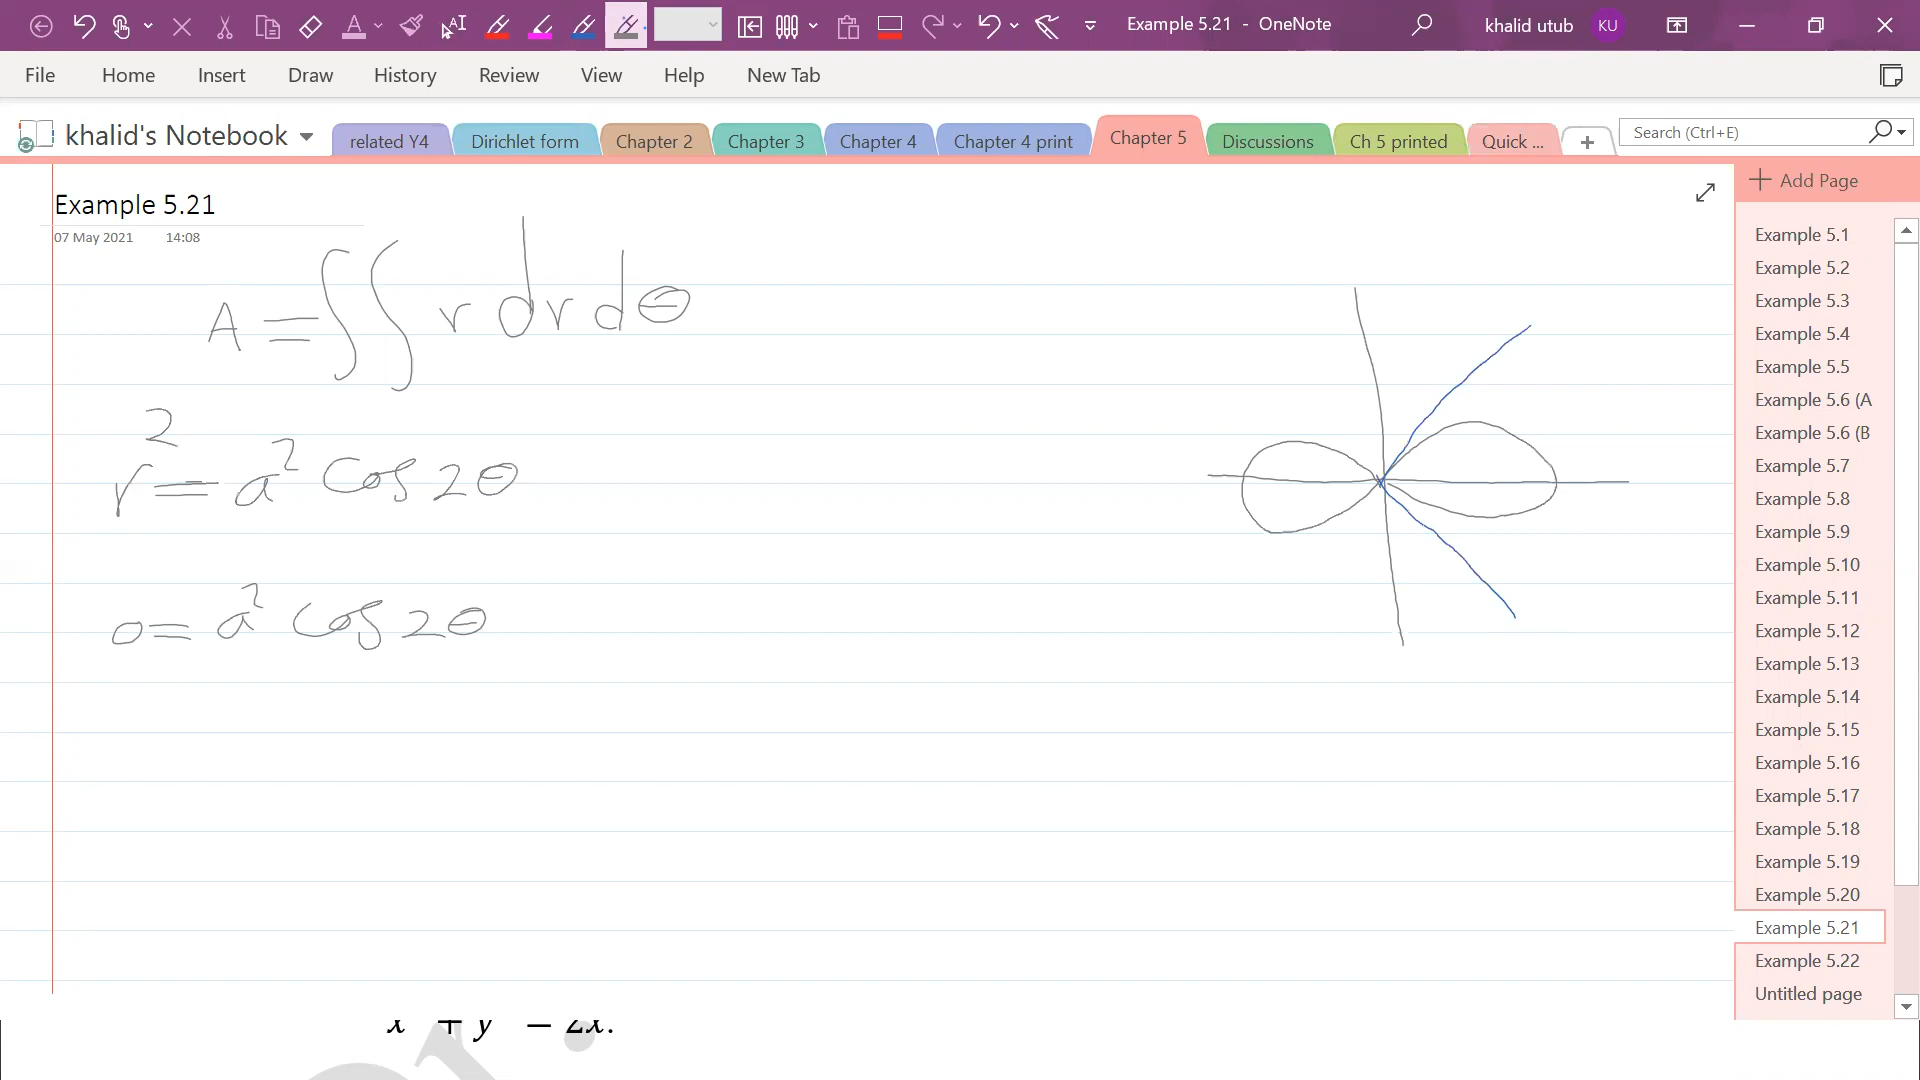 Example 5.21 - OneNote
khalid utub
KU
File Home Insert Draw History Review View Help New Tab
khalid's Notebook
related Y4
Dirichlet form
Chapter 2
Chapter 3
Chapter 4
Chapter 4 print
Chapter 5
Discussions
Ch 5 printed
Quick ...
Search (Ctrl+E)
Add Page
Example 5.21
07 May 2021 14:08
A = ∫∫ r dr dθ
r² = a² cos 2θ
0 = a² cos 2θ
Example 5.1
Example 5.2
Example 5.3
Example 5.4
Example 5.5
Example 5.6 (A
Example 5.6 (B
Example 5.7
Example 5.8
Example 5.9
Example 5.10
Example 5.11
Example 5.12
Example 5.13
Example 5.14
Example 5.15
Example 5.16
Example 5.17
Example 5.18
Example 5.19
Example 5.20
Example 5.21
Example 5.22
Untitled page
x + y = 2x.